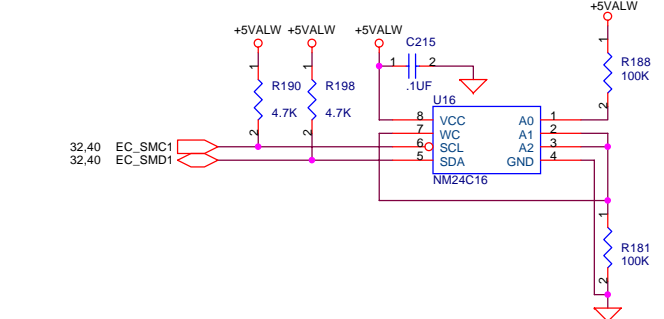 +5VALW
+5VALW +5VALW +5VALW
C215
1 2
.1UF
1
R188
100K
2
1 1
R190 R198
4.7K 4.7K
2 2
U16
8 VCC A0 1
7 WC A1 2
6 SCL A2 3
5 SDA GND 4
NM24C16
32,40 EC_SMC1
32,40 EC_SMD1
1
R181
100K
2